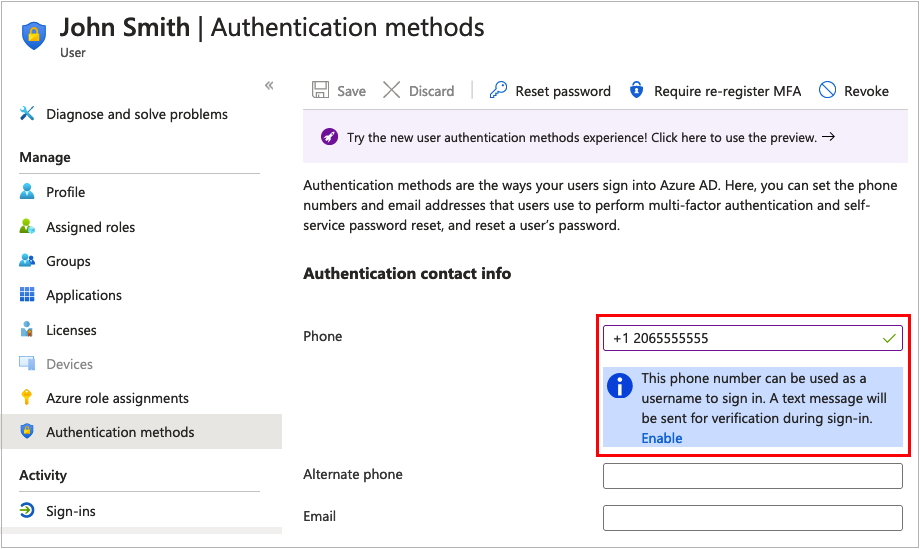 John Smith | Authentication methods
User
«
Save
Discard
Reset password
Require re-register MFA
Revoke
Diagnose and solve problems
Manage
Profile
Assigned roles
Groups
Applications
Licenses
Devices
Azure role assignments
Authentication methods
Activity
Sign-ins
Try the new user authentication methods experience! Click here to use the preview. →
Authentication methods are the ways your users sign into Azure AD. Here, you can set the phone
numbers and email addresses that users use to perform multi-factor authentication and self-
service password reset, and reset a user's password.
Authentication contact info
Phone
+1 2065555555
This phone number can be used as a
username to sign in. A text message will
be sent for verification during sign-in.
Enable
Alternate phone
Email